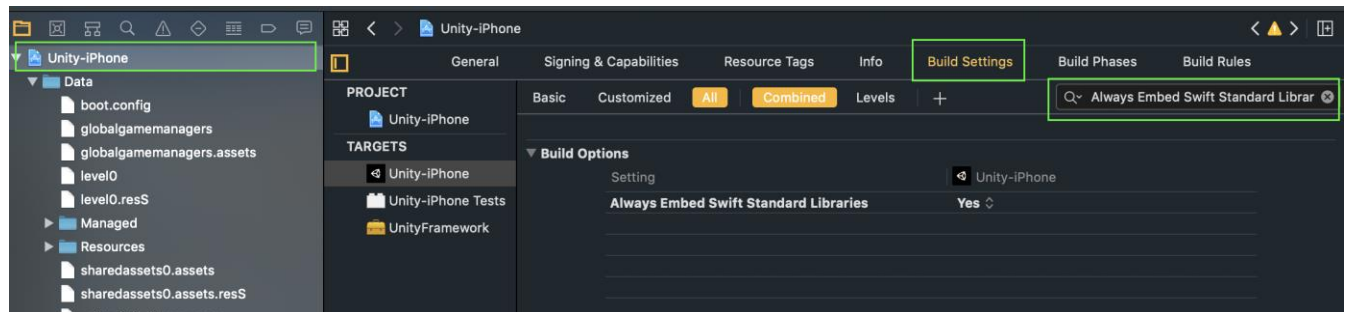 Unity-iPhone
Unity-iPhone
General Signing & Capabilities Resource Tags Info Build Settings Build Phases Build Rules
Data
boot.config
globalgamemanagers
globalgamemanagers.assets
level0
level0.resS
Managed
Resources
sharedassets0.assets
sharedassets0.assets.resS
PROJECT
Unity-iPhone
TARGETS
Unity-iPhone
Unity-iPhone Tests
UnityFramework
Basic Customized All Combined Levels +
Always Embed Swift Standard Librar
Build Options
Setting Unity-iPhone
Always Embed Swift Standard Libraries Yes